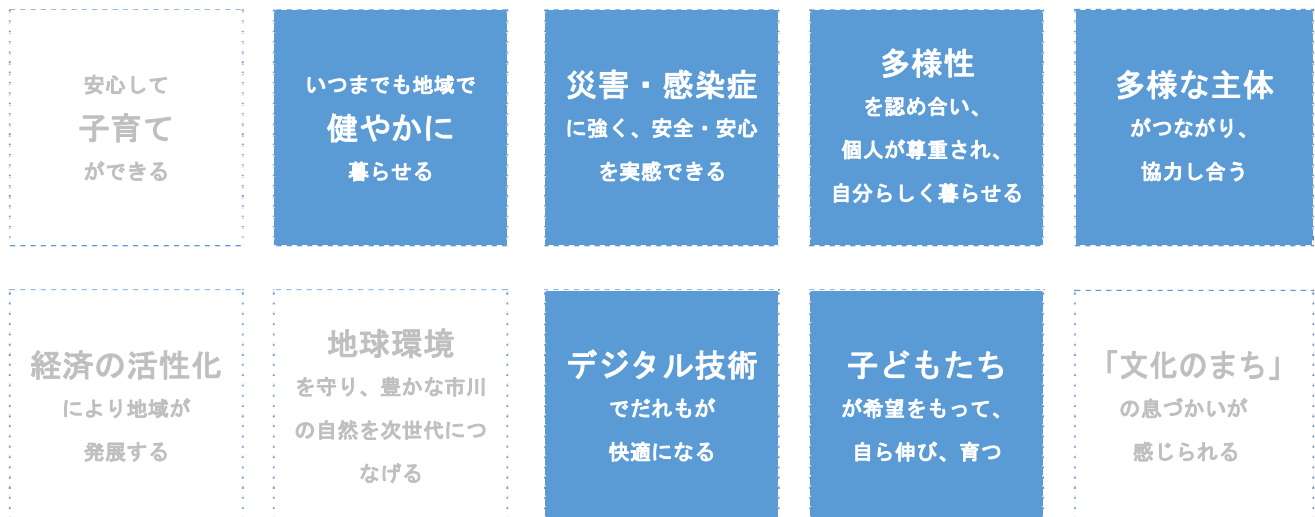 安心して
子育て
ができる
いつまでも地域で
健やかに
暮らせる
災害・感染症
に強く、安全・安心
を実感できる
多様性
を認め合い、
個人が尊重され、
自分らしく暮らせる
多様な主体
がつながり、
協力し合う
経済の活性化
により地域が
発展する
地球環境
を守り、豊かな市川
の自然を次世代につ
なげる
デジタル技術
でだれもが
快適になる
子どもたち
が希望をもって、
自ら伸び、育つ
「文化のまち」
の息づかいが
感じられる